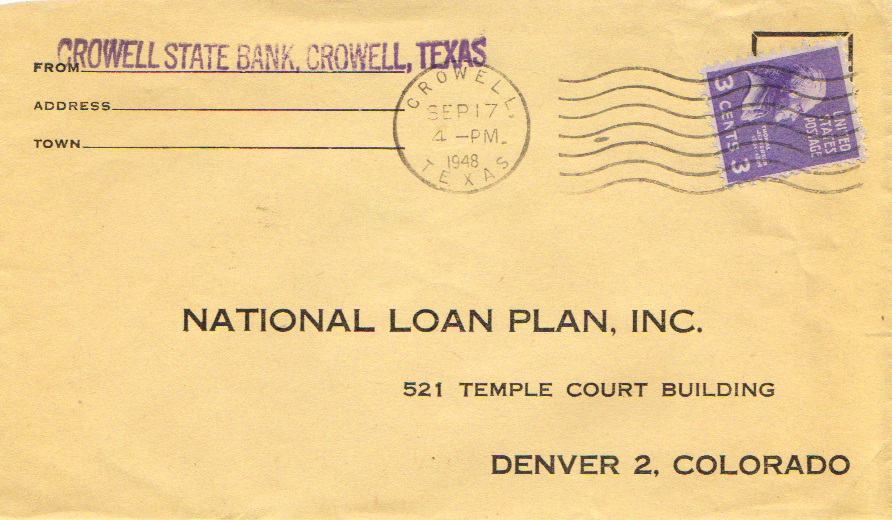 CROWELL STATE BANK, CROWELL, TEXAS
FROM
ADDRESS
TOWN
CROWELL,
SEP 17
4 -PM.
1948
TEXAS
UNITED
STATES
POSTAGE
3 CENTS 3
NATIONAL LOAN PLAN, INC.
521 TEMPLE COURT BUILDING
DENVER 2, COLORADO